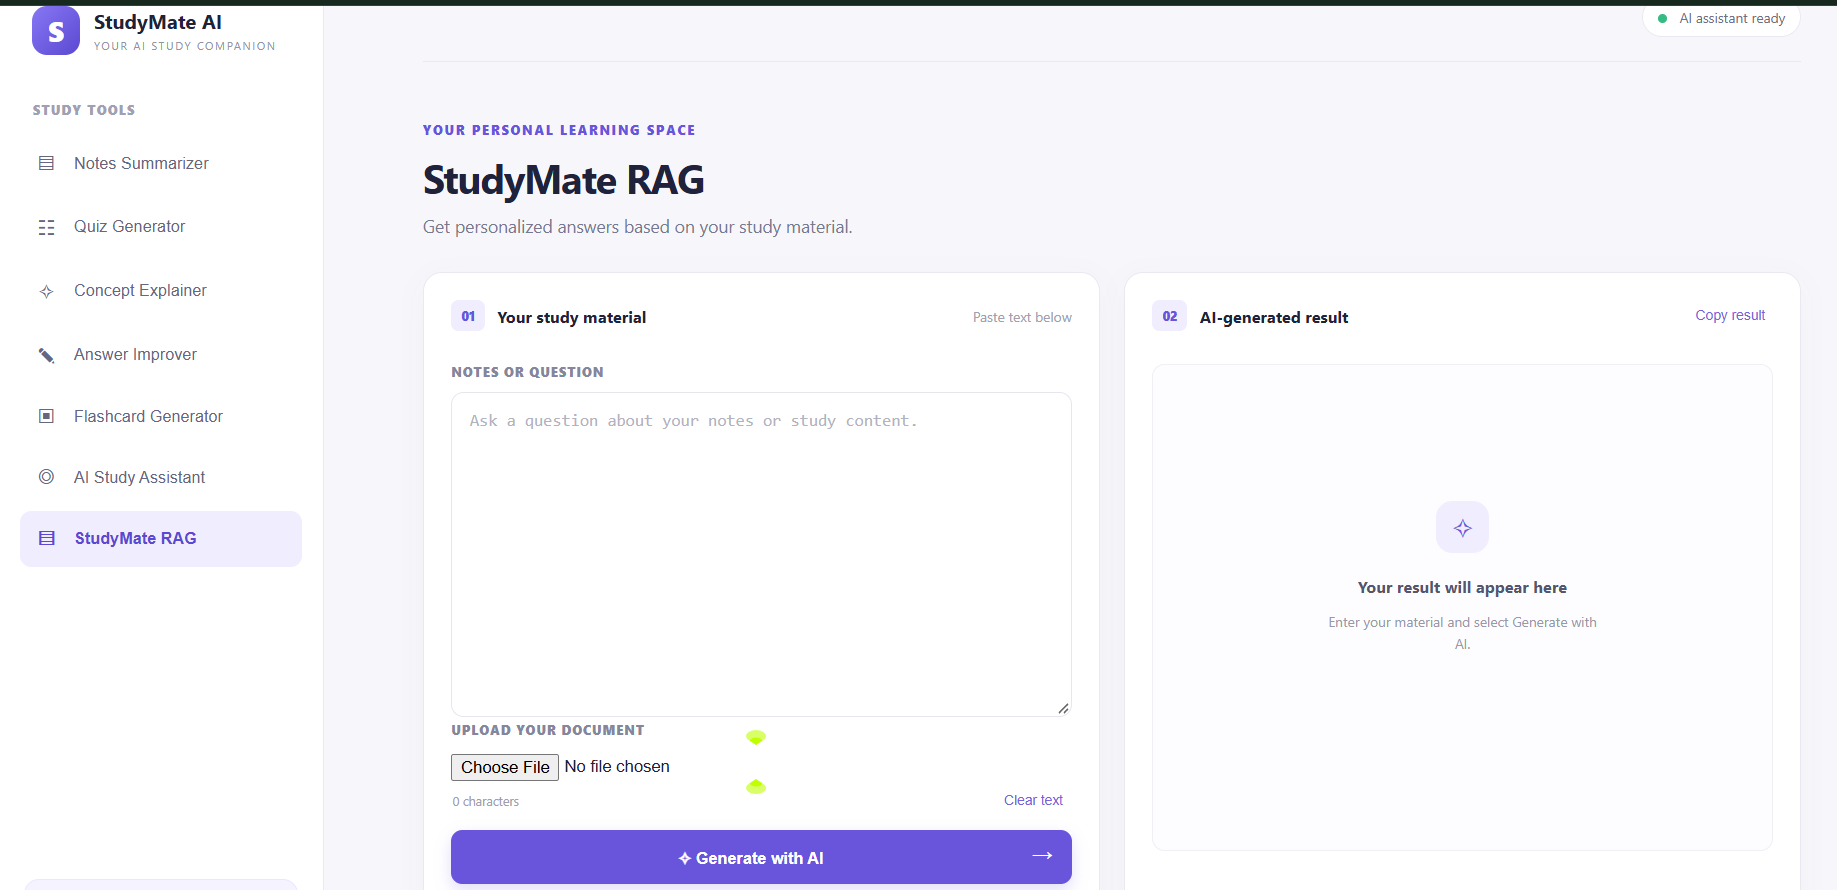 S
StudyMate AI
YOUR AI STUDY COMPANION
STUDY TOOLS
Notes Summarizer
Quiz Generator
Concept Explainer
Answer Improver
Flashcard Generator
AI Study Assistant
StudyMate RAG
AI assistant ready
YOUR PERSONAL LEARNING SPACE
StudyMate RAG
Get personalized answers based on your study material.
01 Your study material Paste text below
NOTES OR QUESTION
Ask a question about your notes or study content.
UPLOAD YOUR DOCUMENT
Choose File No file chosen
0 characters Clear text
Generate with AI →
02 AI-generated result Copy result
Your result will appear here
Enter your material and select Generate with
AI.